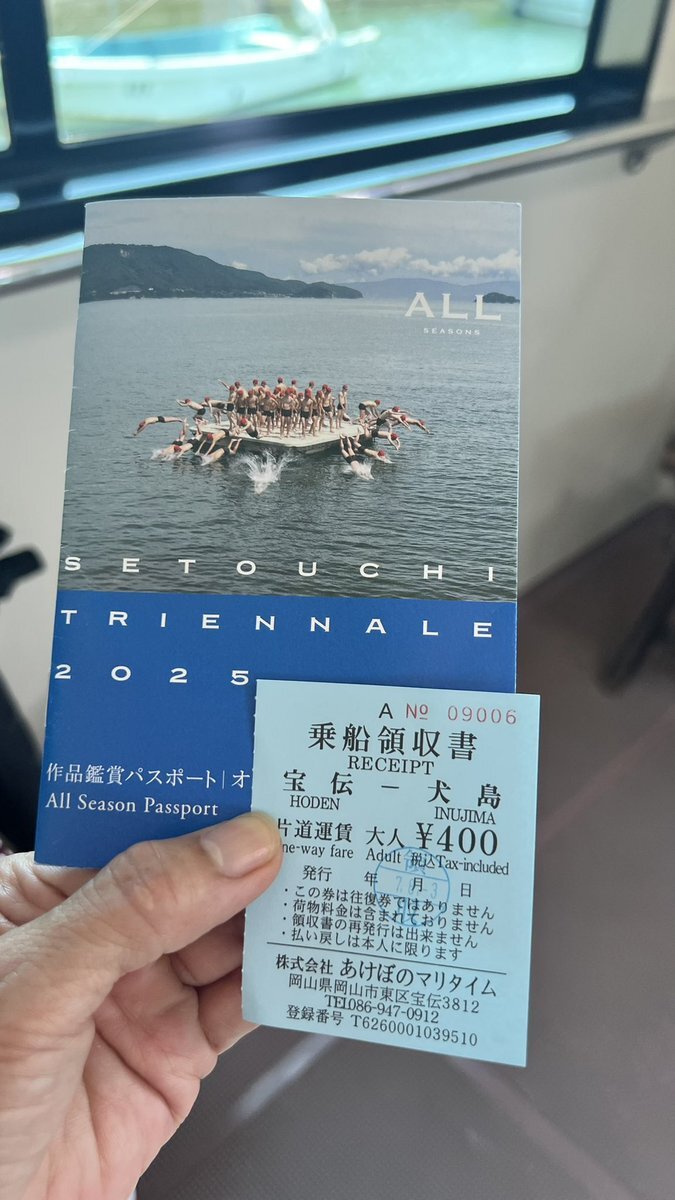 ALL
SEASONS
SETOUCHI
TRIENNALE
2025
作品鑑賞パスポート|オ
All Season Passport
A № 09006
乗船領収書
RECEIPT
宝伝－犬島
HODEN INUJIMA
片道運賃 大人 ¥400
ne-way fare Adult 税込Tax-included
発行 年 月 日
・この券は往復券ではありません
・荷物料金は含まれておりません
・領収書の再発行は出来ません
・払い戻しは本人に限ります
株式会社 あけぼのマリタイム
岡山県岡山市東区宝伝3812
TEL086-947-0912
登録番号 T6260001039510